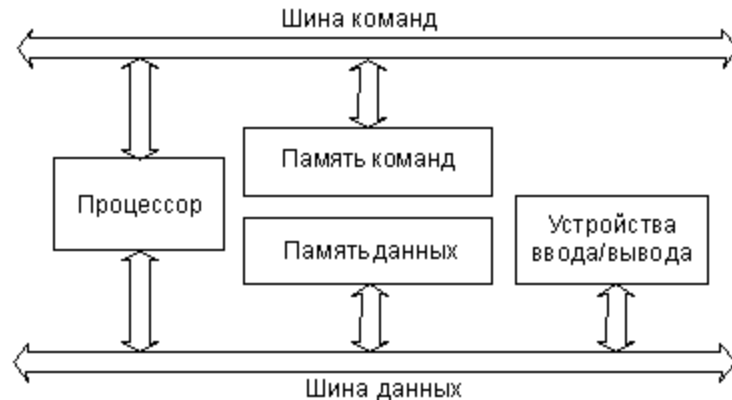 Шина команд
Память команд
Процессор
Память данных
Устройства
ввода/вывода
Шина данных